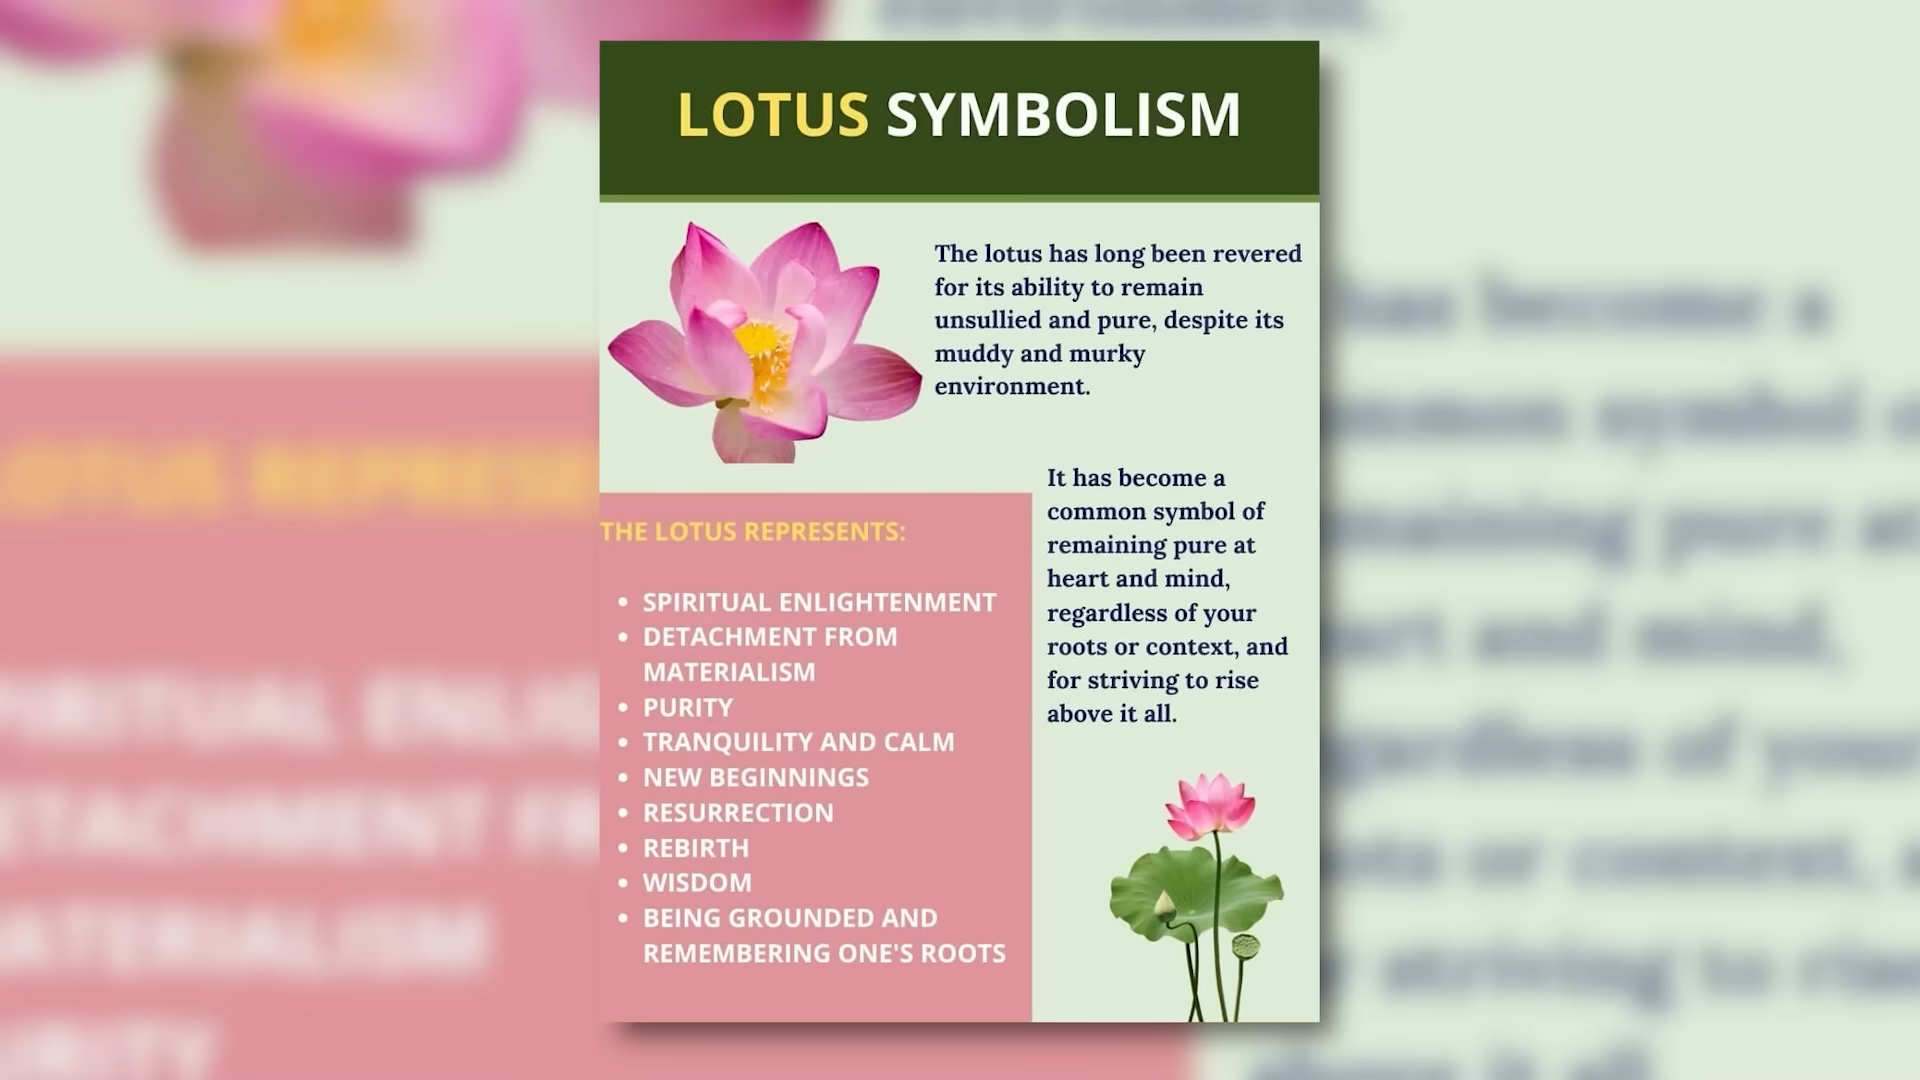 LOTUS SYMBOLISM
The lotus has long been revered
for its ability to remain
unsullied and pure, despite its
muddy and murky
environment.
It has become a
common symbol of
remaining pure at
heart and mind,
regardless of your
roots or context, and
for striving to rise
above it all.
THE LOTUS REPRESENTS:
• SPIRITUAL ENLIGHTENMENT
• DETACHMENT FROM
MATERIALISM
• PURITY
• TRANQUILITY AND CALM
• NEW BEGINNINGS
• RESURRECTION
• REBIRTH
• WISDOM
• BEING GROUNDED AND
REMEMBERING ONE'S ROOTS